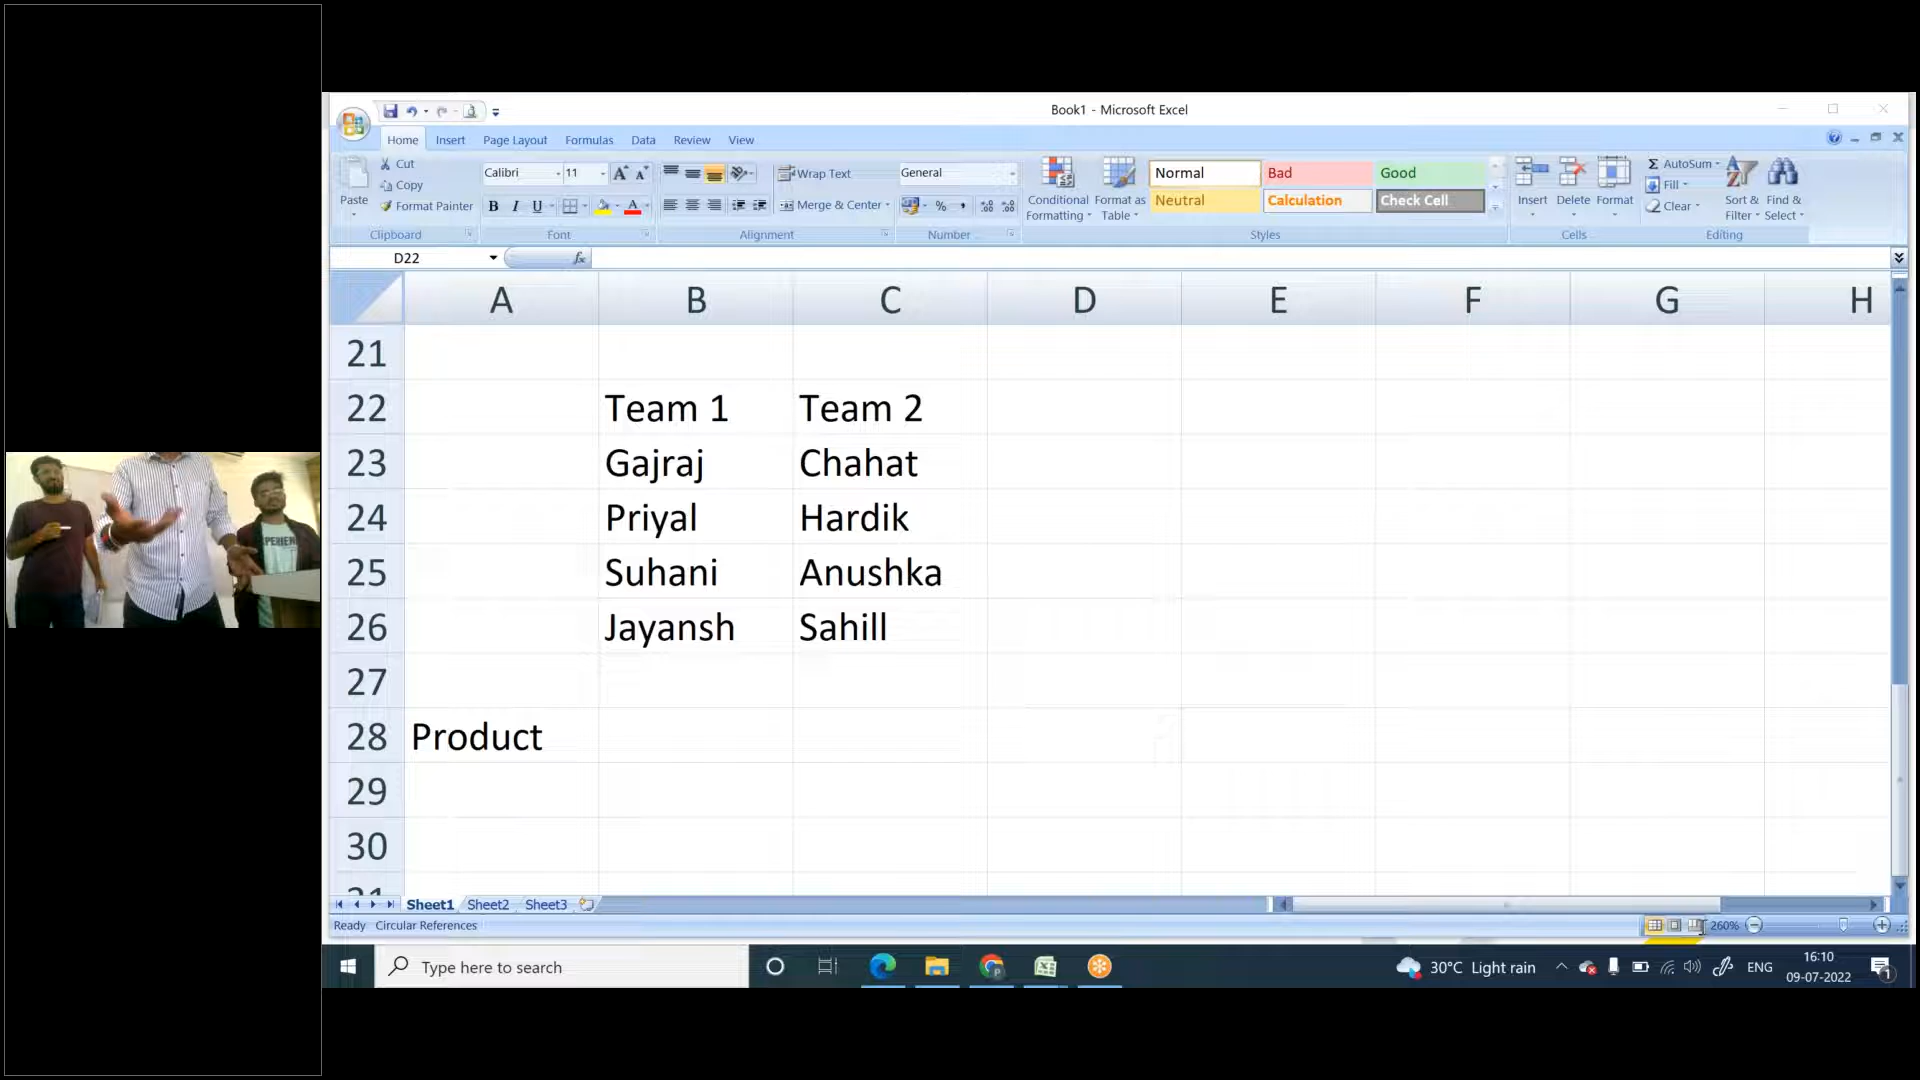 Book1 - Microsoft Excel
Home Insert Page Layout Formulas Data Review View
Cut
Copy
Format Painter
Paste
Calibri 11
B I U
Wrap Text
Merge & Center
General
%
Conditional Formatting
Format as Table
Normal Bad Good
Neutral Calculation Check Cell
Insert Delete Format
Σ AutoSum
Fill
Clear
Sort & Filter
Find & Select
Clipboard Font Alignment Number Styles Cells Editing
D22 fx
A B C D E F G H
21
22 Team 1 Team 2
23 Gajraj Chahat
24 Priyal Hardik
25 Suhani Anushka
26 Jayansh Sahill
27
28 Product
29
30
31
Sheet1 Sheet2 Sheet3
Ready Circular References 260%
Type here to search
30°C Light rain
ENG
16:10
09-07-2022
1